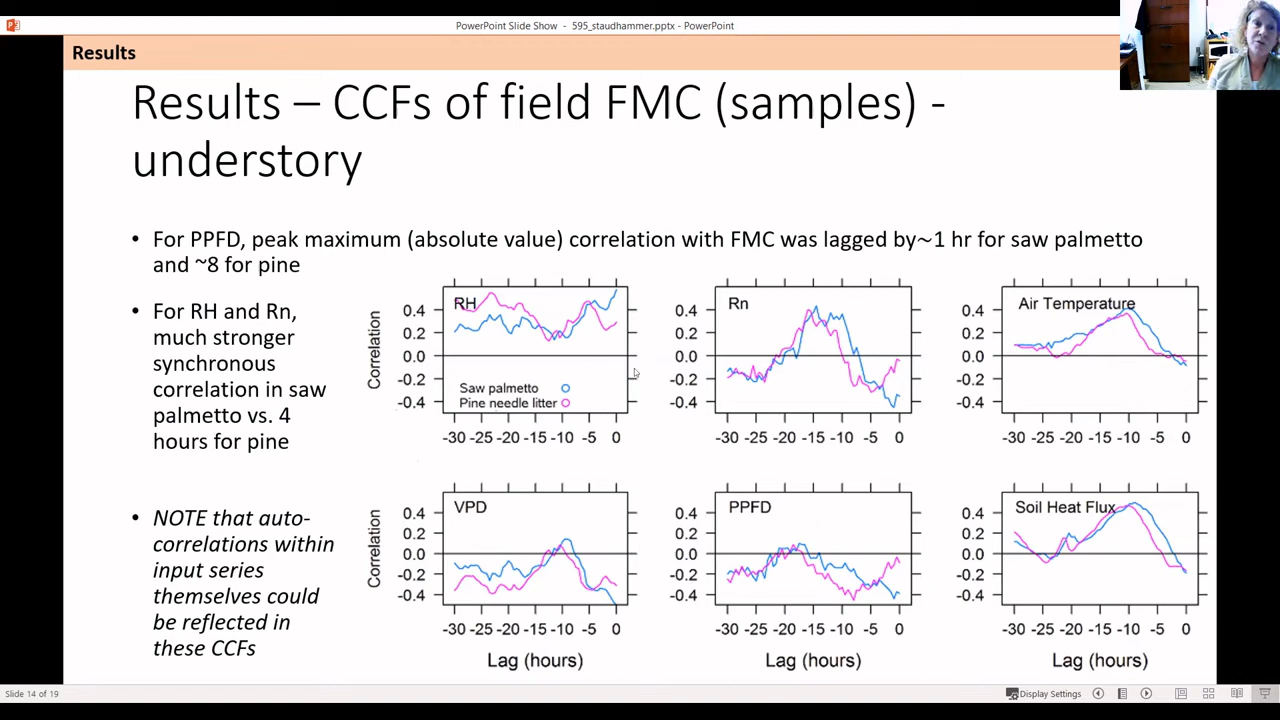 PowerPoint Slide Show - 595_staudhammer.pptx - PowerPoint
Results
Results – CCFs of field FMC (samples) -
understory
• For PPFD, peak maximum (absolute value) correlation with FMC was lagged by~1 hr for saw palmetto
and ~8 for pine
• For RH and Rn,
much stronger
synchronous
correlation in saw
palmetto vs. 4
hours for pine
• NOTE that auto-
correlations within
input series
themselves could
be reflected in
these CCFs
Correlation
0.4
0.2
0.0
-0.2
-0.4
RH
Saw palmetto
Pine needle litter
-30 -25 -20 -15 -10 -5 0
0.4
0.2
0.0
-0.2
-0.4
Rn
-30 -25 -20 -15 -10 -5 0
0.4
0.2
0.0
-0.2
-0.4
Air Temperature
-30 -25 -20 -15 -10 -5 0
Correlation
0.4
0.2
0.0
-0.2
-0.4
VPD
-30 -25 -20 -15 -10 -5 0
Lag (hours)
0.4
0.2
0.0
-0.2
-0.4
PPFD
-30 -25 -20 -15 -10 -5 0
Lag (hours)
0.4
0.2
0.0
-0.2
-0.4
Soil Heat Flux
-30 -25 -20 -15 -10 -5 0
Lag (hours)
Slide 14 of 19
Display Settings